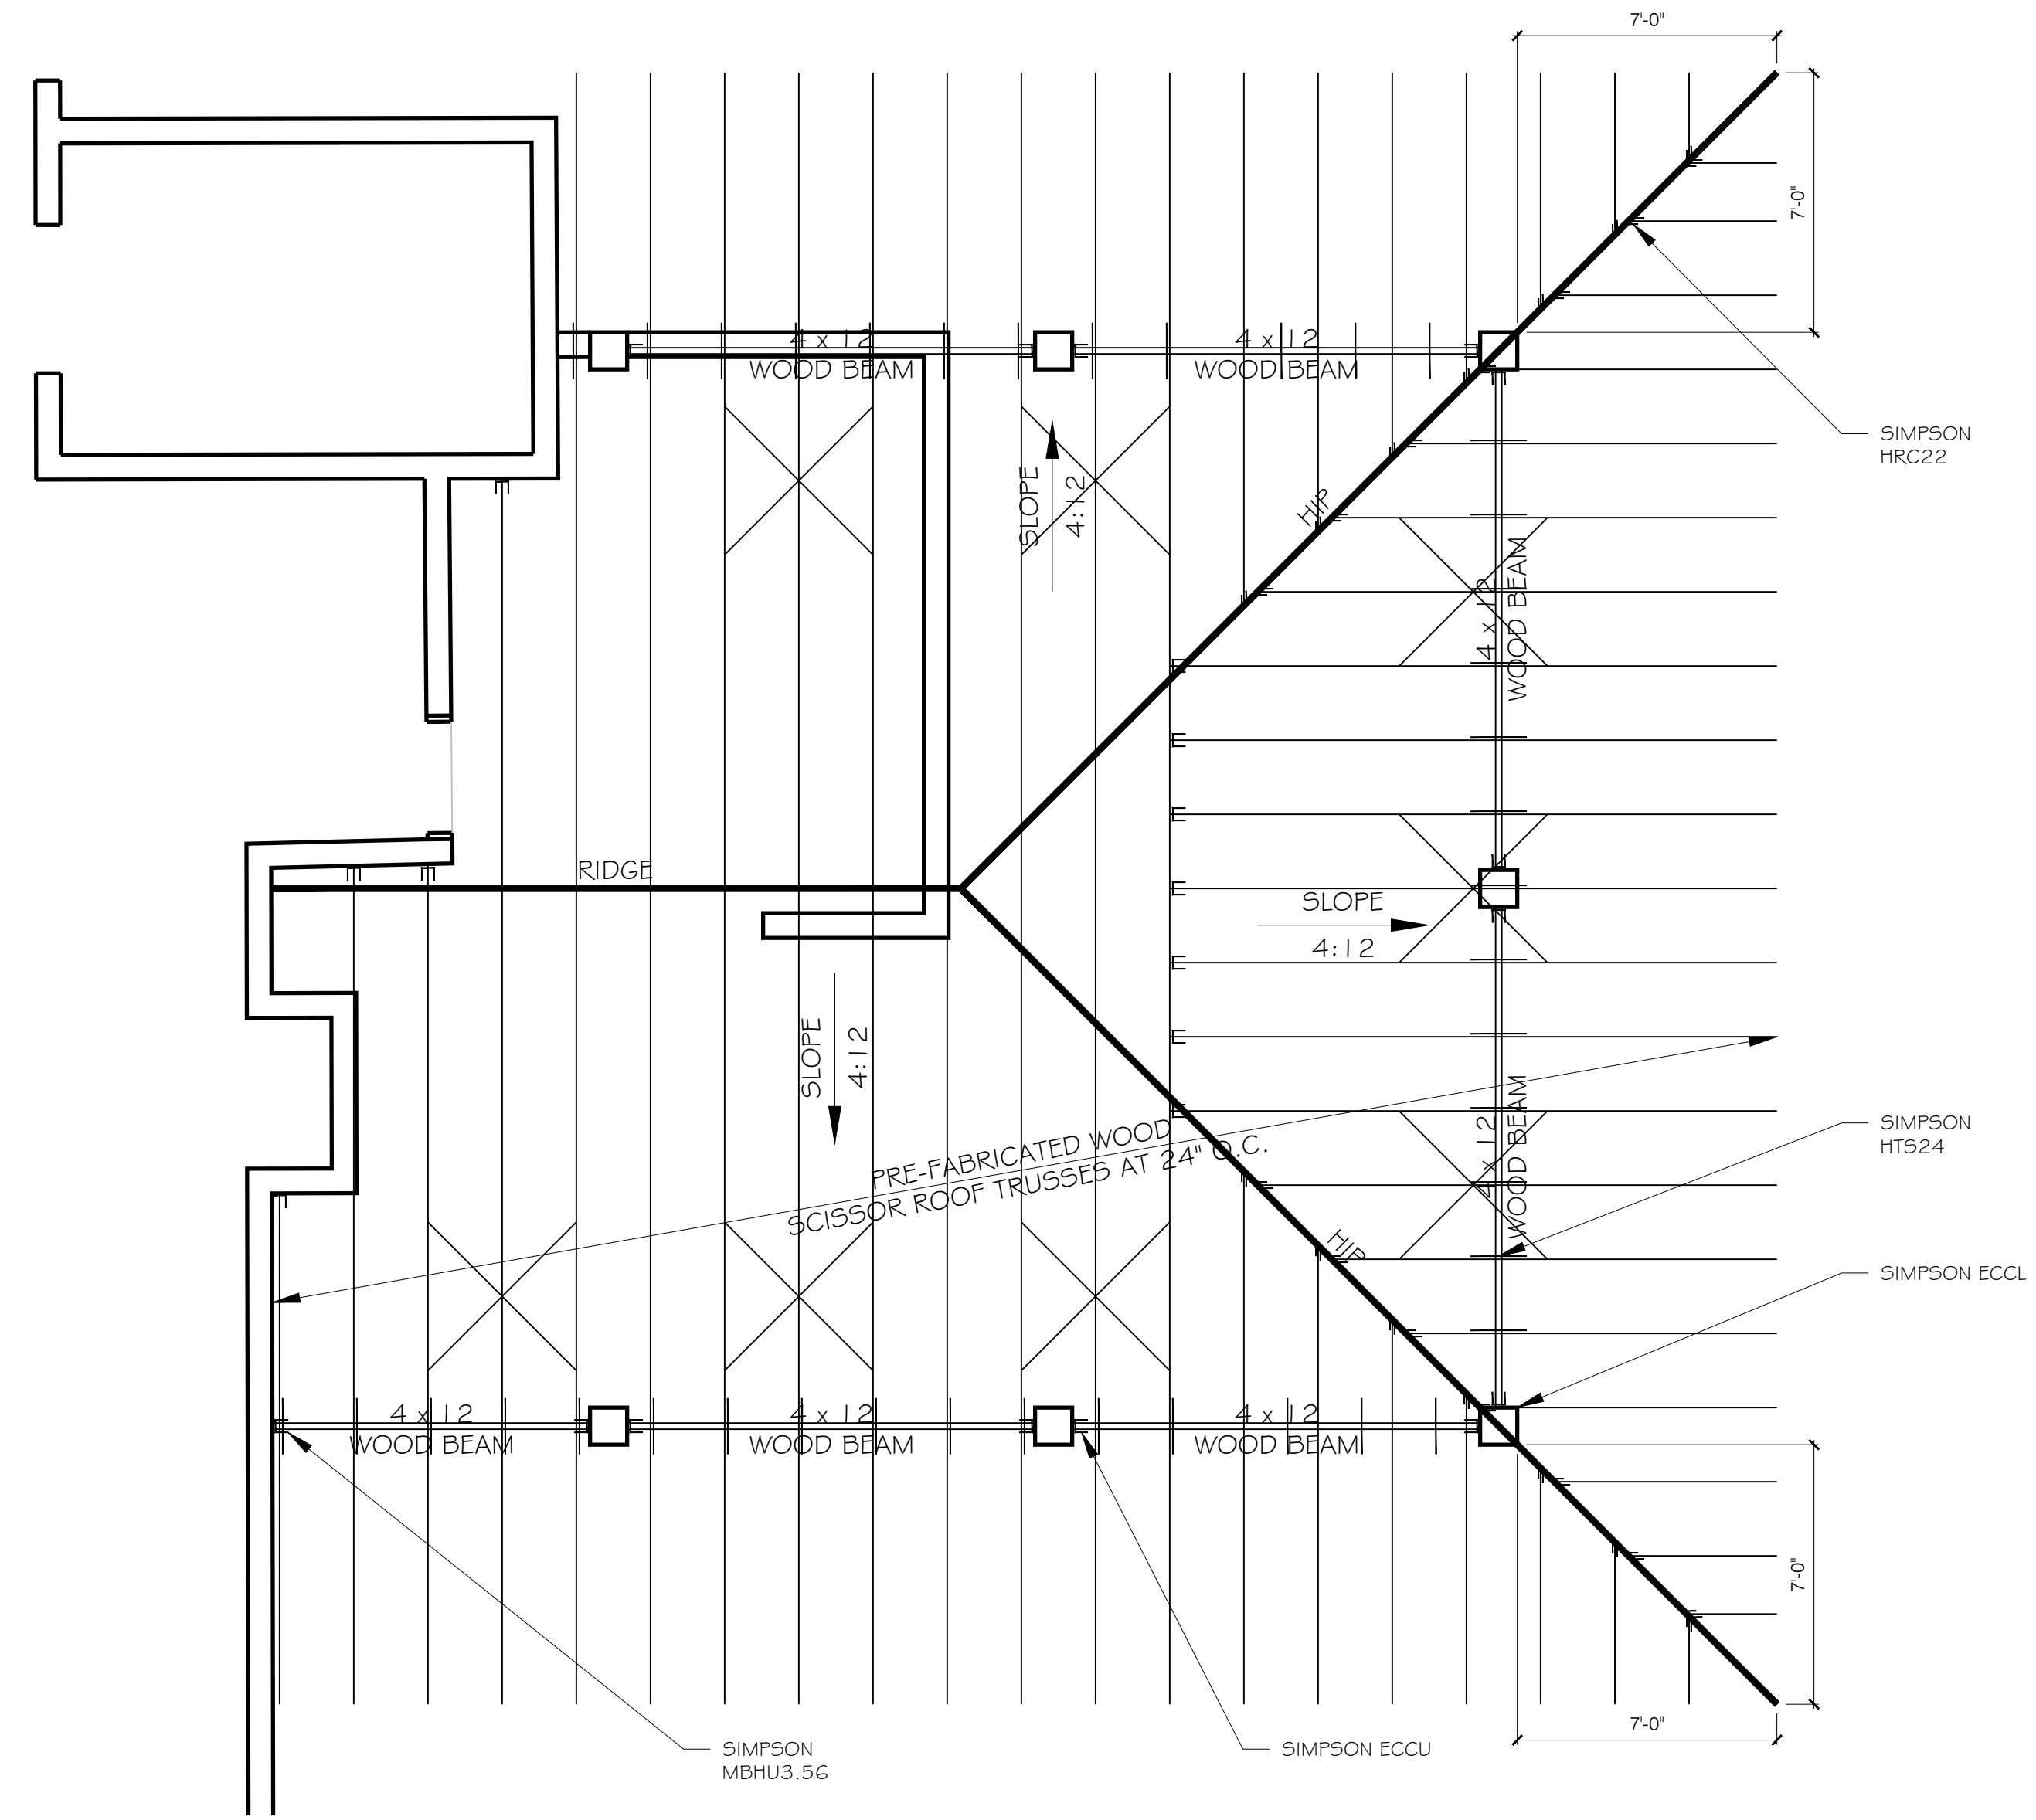 7'-0"
7'-0"
4 x 12
WOOD BEAM
4 x 12
WOOD BEAM
SIMPSON
HRC22
SLOPE
4:12
HIP
4 x 12
WOOD BEAM
RIDGE
SLOPE
4:12
SLOPE
4:12
PRE-FABRICATED WOOD
SCISSOR ROOF TRUSSES AT 24" O.C.
4 x 12
WOOD BEAM
SIMPSON
HTS24
HIP
SIMPSON ECCL
4 x 12
WOOD BEAM
4 x 12
WOOD BEAM
4 x 12
WOOD BEAM
7'-0"
7'-0"
SIMPSON
MBHU3.56
SIMPSON ECCU